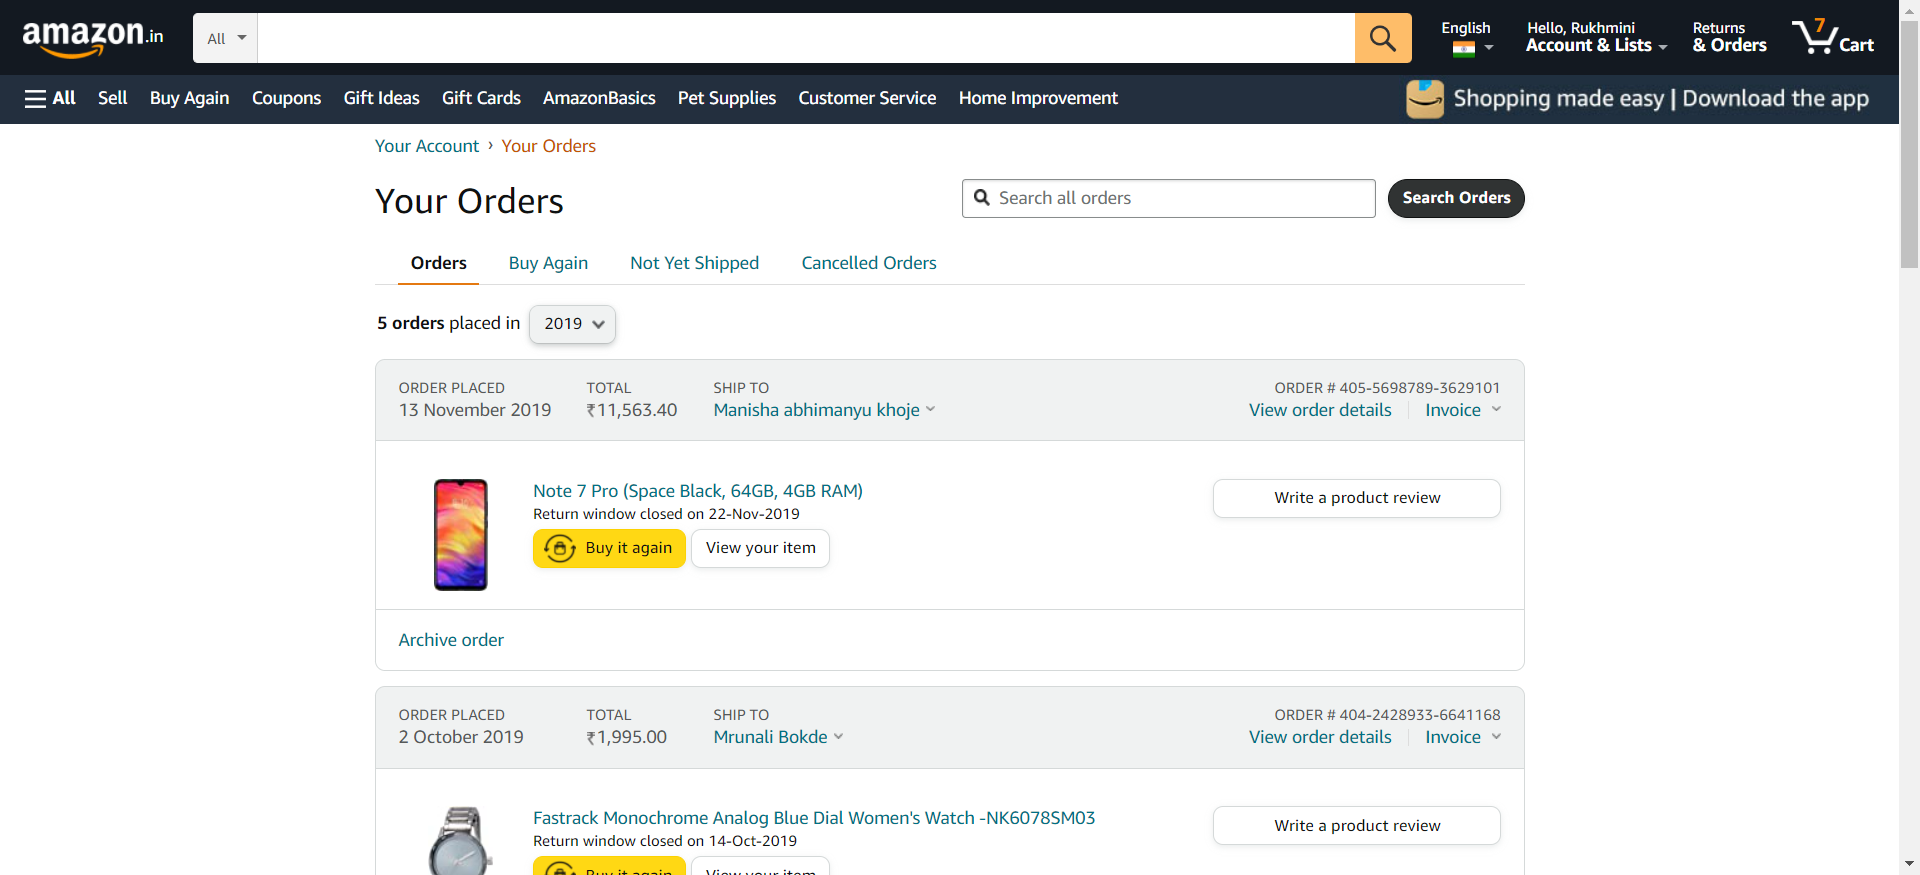 amazon.in
All
English
Hello, Rukhmini
Account & Lists
Returns
& Orders
7
Cart
All Sell Buy Again Coupons Gift Ideas Gift Cards AmazonBasics Pet Supplies Customer Service Home Improvement
Shopping made easy | Download the app
Your Account › Your Orders
Your Orders
Search all orders
Search Orders
Orders Buy Again Not Yet Shipped Cancelled Orders
5 orders placed in 2019
ORDER PLACED TOTAL SHIP TO ORDER # 405-5698789-3629101
13 November 2019 ₹11,563.40 Manisha abhimanyu khoje View order details Invoice
Note 7 Pro (Space Black, 64GB, 4GB RAM)
Return window closed on 22-Nov-2019
Buy it again View your item
Write a product review
Archive order
ORDER PLACED TOTAL SHIP TO ORDER # 404-2428933-6641168
2 October 2019 ₹1,995.00 Mrunali Bokde View order details Invoice
Fastrack Monochrome Analog Blue Dial Women's Watch -NK6078SM03
Return window closed on 14-Oct-2019
Write a product review
Buy it again View your item